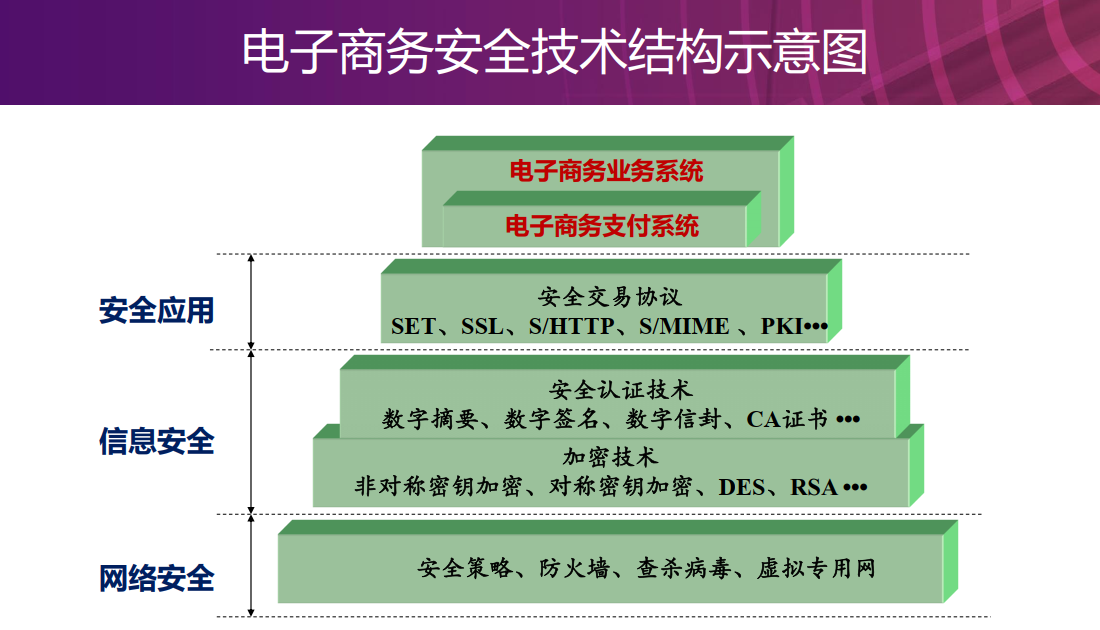 电子商务安全技术结构示意图
电子商务业务系统
电子商务支付系统
安全应用
安全交易协议
SET、SSL、S/HTTP、S/MIME 、PKI•••
信息安全
安全认证技术
数字摘要、数字签名、数字信封、CA证书 •••
加密技术
非对称密钥加密、对称密钥加密、DES、RSA •••
网络安全
安全策略、防火墙、查杀病毒、虚拟专用网